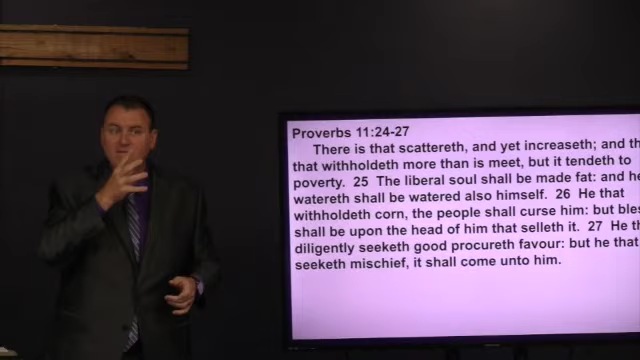 Proverbs 11:24-27
There is that scattereth, and yet increaseth; and th
that withholdeth more than is meet, but it tendeth to
poverty. 25 The liberal soul shall be made fat: and he
watereth shall be watered also himself. 26 He that
withholdeth corn, the people shall curse him: but bles
shall be upon the head of him that selleth it. 27 He th
diligently seeketh good procureth favour: but he that
seeketh mischief, it shall come unto him.